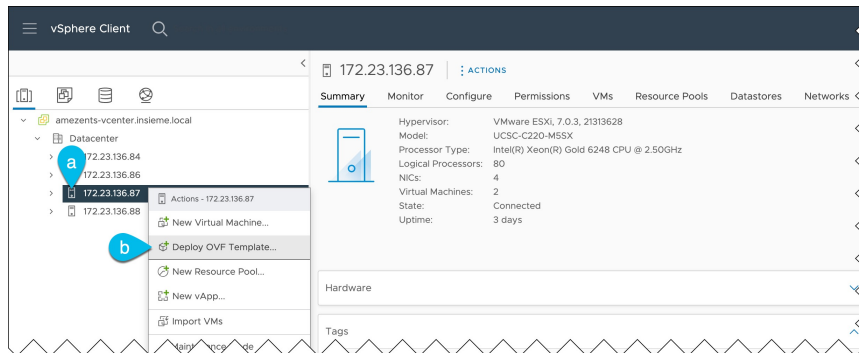 vSphere Client
172.23.136.87
ACTIONS
Summary Monitor Configure Permissions VMs Resource Pools Datastores Networks
amezents-vcenter.insieme.local
Datacenter
172.23.136.84
172.23.136.86
172.23.136.87
172.23.136.88
a
b
Actions - 172.23.136.87
New Virtual Machine...
Deploy OVF Template...
New Resource Pool...
New vApp...
Import VMs
Maintenance Mode
Hypervisor: VMware ESXi, 7.0.3, 21313628
Model: UCSC-C220-M5SX
Processor Type: Intel(R) Xeon(R) Gold 6248 CPU @ 2.50GHz
Logical Processors: 80
NICs: 4
Virtual Machines: 2
State: Connected
Uptime: 3 days
Hardware
Tags